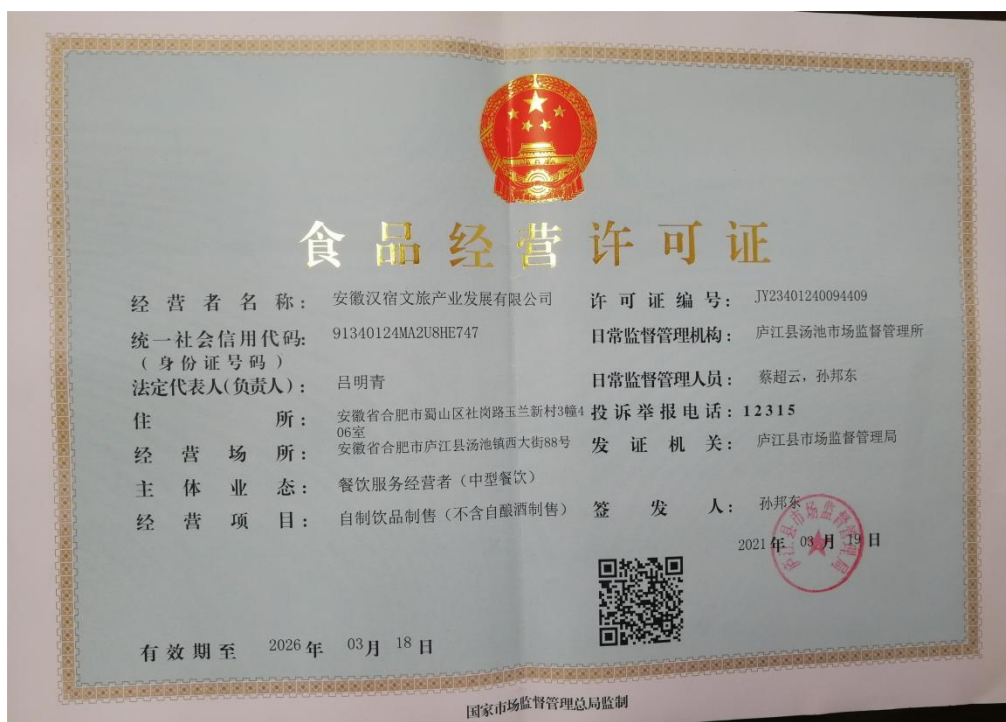 食品经营许可证
经营者名称： 安徽汉宿文旅产业发展有限公司
许可证编号： JY23401240094409
统一社会信用代码： 91340124MA2U8HE747
（身份证号码）
日常监督管理机构： 庐江县汤池市场监督管理所
法定代表人(负责人)： 吕明青
日常监督管理人员： 蔡超云，孙邦东
住所： 安徽省合肥市蜀山区社岗路玉兰新村3幢4
06室
投诉举报电话：12315
经营场所： 安徽省合肥市庐江县汤池镇西大街88号
发证机关： 庐江县市场监督管理局
主体业态： 餐饮服务经营者（中型餐饮）
经营项目： 自制饮品制售（不含自酿酒制售）
签发人： 孙邦东
庐江县市场监督管理局
2021年 03月 19日
有效期至 2026年 03月 18日
国家市场监督管理总局监制